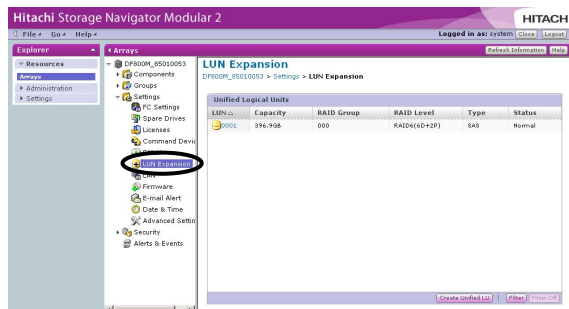 Hitachi Storage Navigator Modular 2
HITACH
File Go Help
Logged in as: system Close Logout
Explorer
Arrays
Refresh Information Help
Resources
Arrays
Administration
Settings
DF800M_85010053
Components
Groups
Settings
FC Settings
Spare Drives
Licenses
Command Devi
LUN Expansion
LAN
Firmware
E-mail Alert
Date & Time
Advanced Settin
Security
Alerts & Events
LUN Expansion
DF800M_85010053 > Settings > LUN Expansion
Unified Logical Units
LUN Capacity RAID Group RAID Level Type Status
0001 396.9GB 000 RAID6(6D+2P) SAS Normal
Create Unified LU | Filter Filter Off